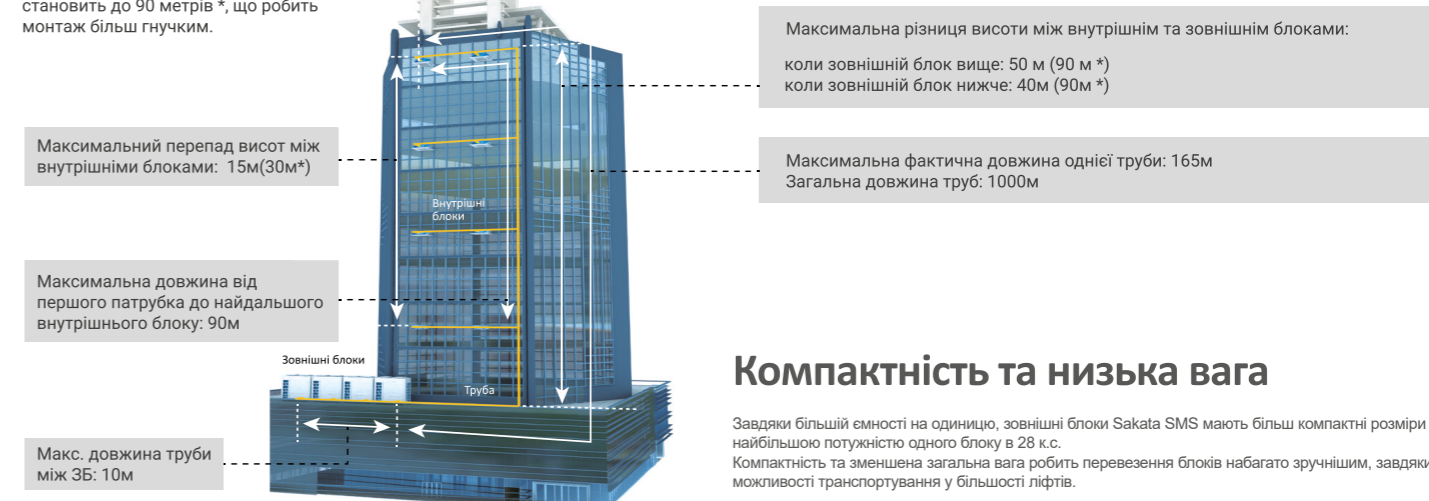 становить до 90 метрів *, що робить
монтаж більш гнучким.
Максимальна різниця висоти між внутрішнім та зовнішнім блоками:
коли зовнішній блок вище: 50 м (90 м *)
коли зовнішній блок нижче: 40м (90м *)
Максимальний перепад висот між
внутрішніми блоками: 15м(30м*)
Максимальна фактична довжина однієї труби: 165м
Загальна довжина труб: 1000м
Внутрішні
блоки
Максимальна довжина від
першого патрубка до найдальшого
внутрішнього блоку: 90м
Зовнішні блоки
Труба
Макс. довжина труби
між ЗБ: 10м
Компактність та низька вага
Завдяки більшій ємності на одиницю, зовнішні блоки Sakata SMS мають більш компактні розміри
найбільшою потужністю одного блоку в 28 к.с.
Компактність та зменшена загальна вага робить перевезення блоків набагато зручнішим, завдяки
можливості транспортування у більшості ліфтів.